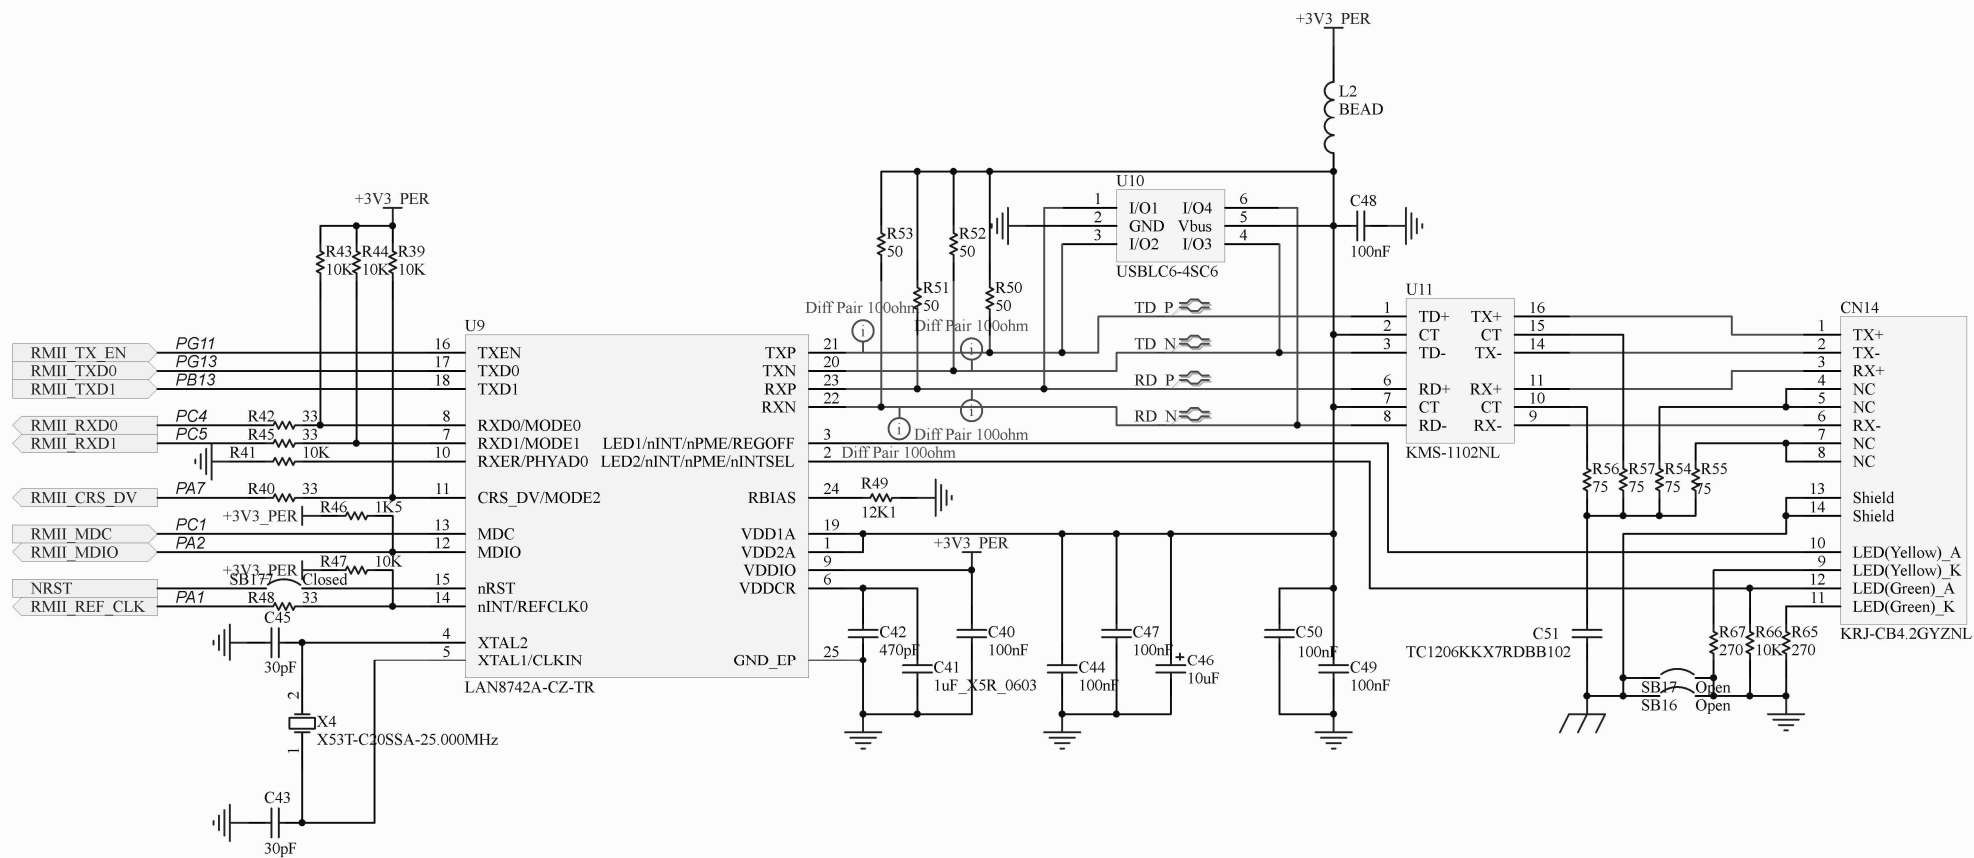 +3V3_PER
L2
BEAD
U10
1 I/O1 I/O4 6
2 GND Vbus 5
3 I/O2 I/O3 4
USBLC6-4SC6
C48
100nF
+3V3_PER
R43
10K
R44
10K
R39
10K
R53
50
R52
50
R51
50
R50
50
Diff Pair 100ohm
Diff Pair 100ohm
Diff Pair 100ohm
Diff Pair 100ohm
i
i
i
i
TD_P
TD_N
RD_P
RD_N
U11
1 TD+ TX+ 16
2 CT CT 15
3 TD- TX- 14
6 RD+ RX+ 11
7 CT CT 10
8 RD- RX- 9
KMS-1102NL
CN14
1 TX+
2 TX-
3 RX+
4 NC
5 NC
6 RX-
7 NC
8 NC
13 Shield
14 Shield
10 LED(Yellow)_A
9 LED(Yellow)_K
12 LED(Green)_A
11 LED(Green)_K
KRJ-CB4.2GYZNL
U9
RMII_TX_EN PG11 16 TXEN TXP 21
RMII_TXD0 PG13 17 TXD0 TXN 20
RMII_TXD1 PB13 18 TXD1 RXP 23
RXN 22
RMII_RXD0 PC4 R42 33 8 RXD0/MODE0
RMII_RXD1 PC5 R45 33 7 RXD1/MODE1 LED1/nINT/nPME/REGOFF 3
R41 10K 10 RXER/PHYAD0 LED2/nINT/nPME/nINTSEL 2
RMII_CRS_DV PA7 R40 33 11 CRS_DV/MODE2 RBIAS 24
R49
12K1
+3V3_PER R46 1K5
RMII_MDC PC1 13 MDC VDD1A 19
RMII_MDIO PA2 12 MDIO VDD2A 1
+3V3_PER R47 10K VDDIO 9
+3V3_PER
SB177 Closed
NRST 15 nRST VDDCR 6
RMII_REF_CLK PA1 R48 33 14 nINT/REFCLK0
C45
30pF
4 XTAL2
5 XTAL1/CLKIN GND_EP 25
LAN8742A-CZ-TR
2
X4
X53T-C20SSA-25.000MHz
1
C43
30pF
C42
470pF
C41
1uF_X5R_0603
C40
100nF
C44
100nF
C47
100nF
+
C46
10uF
C50
100nF
C49
100nF
R56
75
R57
75
R54
75
R55
75
C51
TC1206KKX7RDBB102
R67
270
R66
10K
R65
270
SB17 Open
SB16 Open